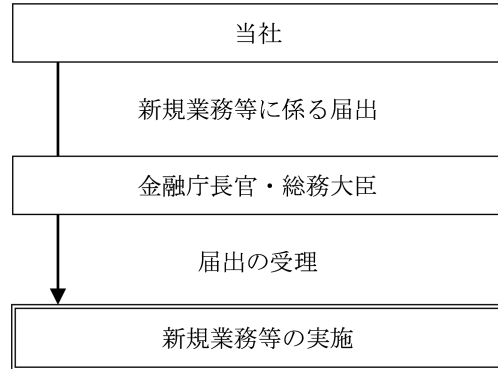 当社
新規業務等に係る届出
金融庁長官・総務大臣
届出の受理
新規業務等の実施